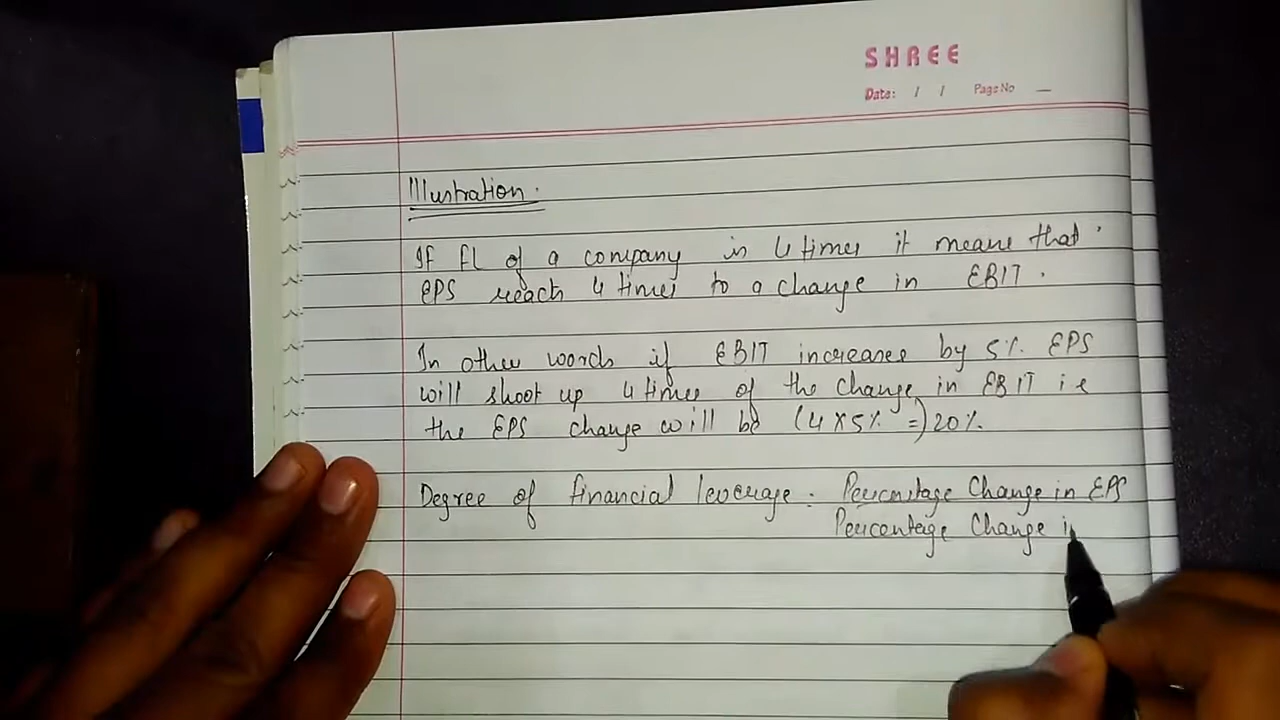 SHREE
Date: / / Page No
Illustration.
If FL of a company is 4 times it means that
EPS reach 4 times to a change in EBIT.
In other words if EBIT increases by 5% EPS
will shoot up 4 times of the change in EBIT i e
the EPS change will be (4 X 5% =) 20%.
Degree of financial leverage : Percentage Change in EPS
Percentage Change i